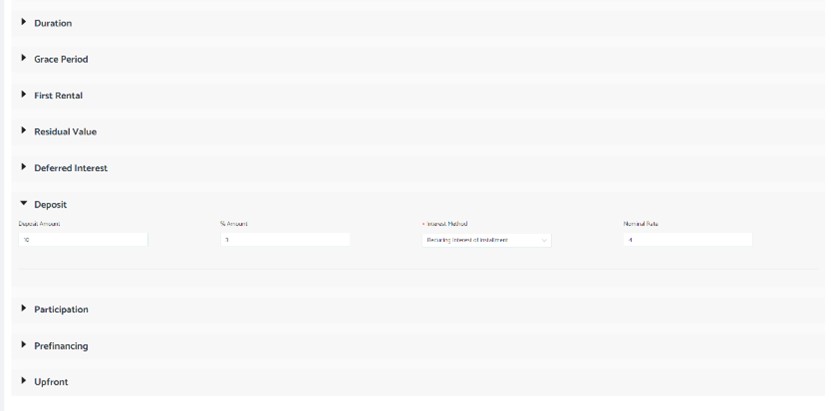 Duration
Grace Period
First Rental
Residual Value
Deferred Interest
Deposit
Deposit Amount % Amount * Interest Method Nominal Rate
10 Reducing Interest of Installment 4
Participation
Prefinancing
Upfront